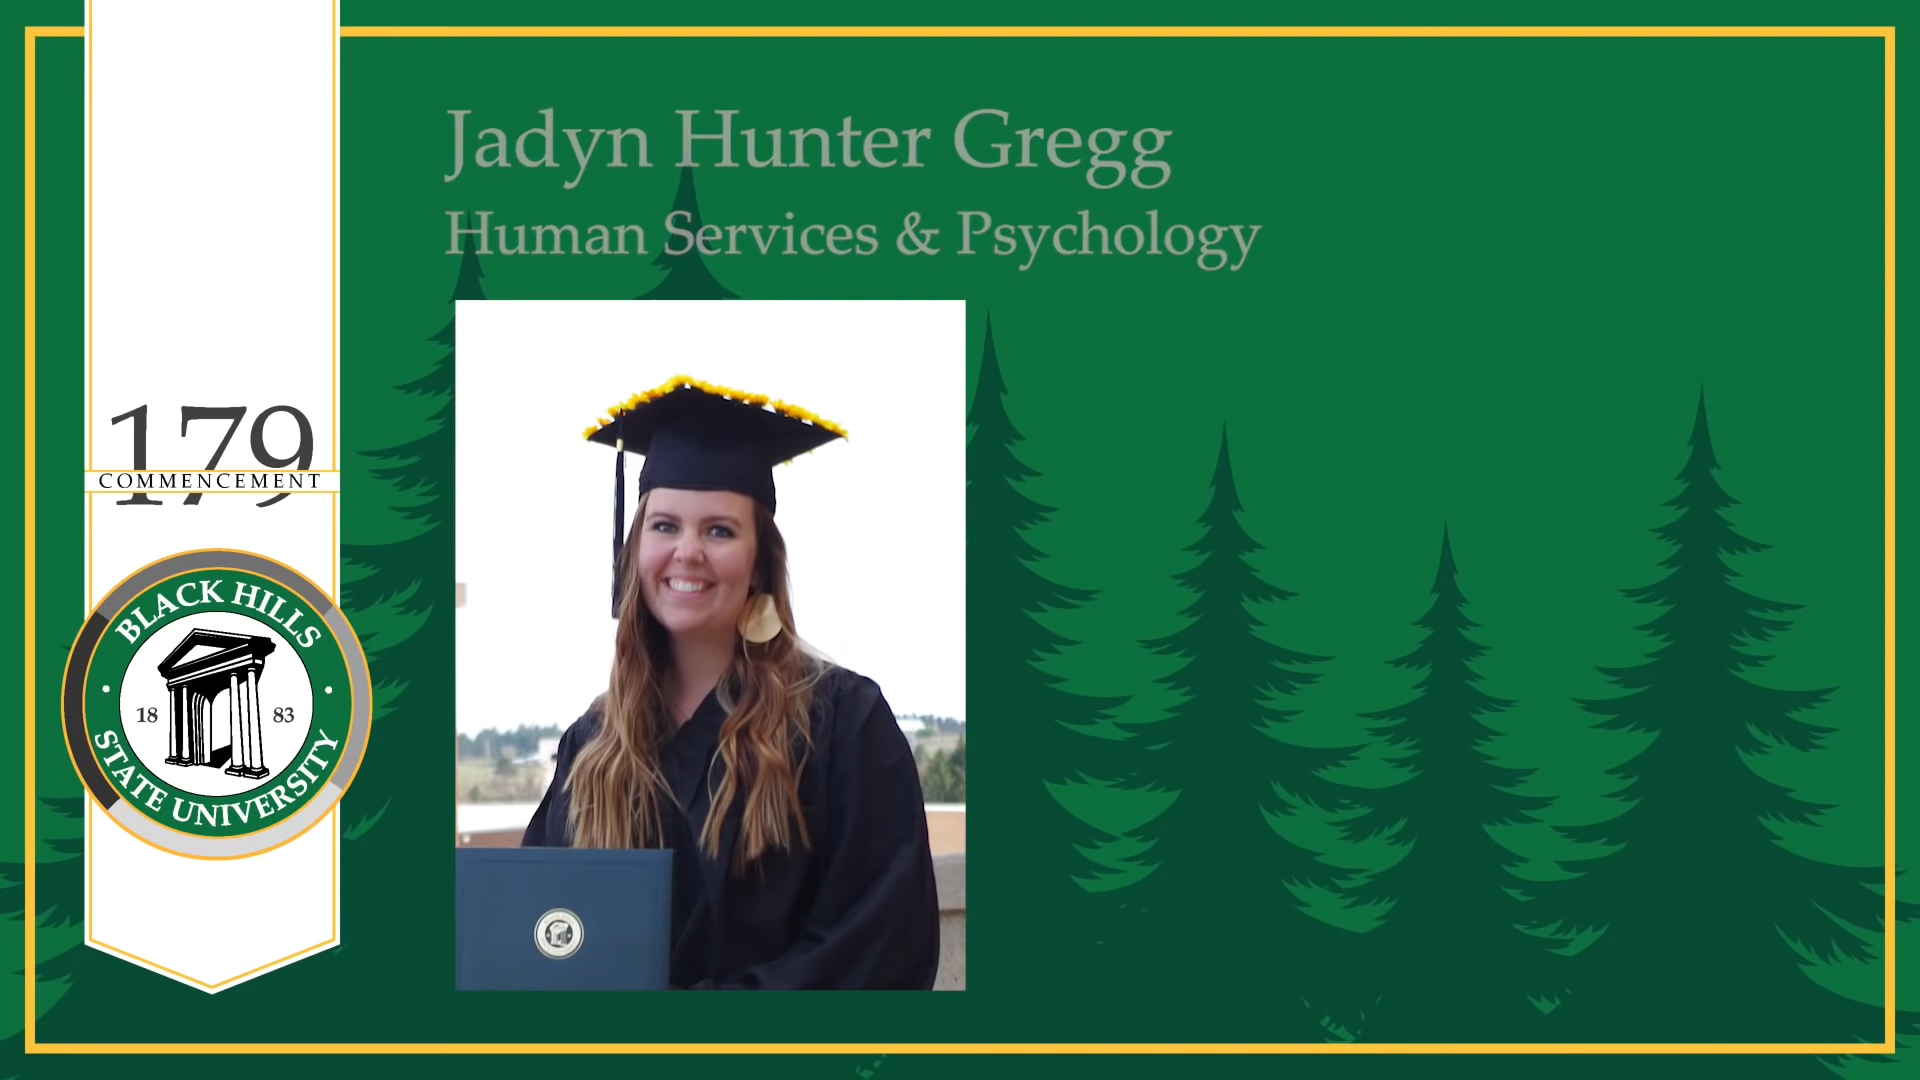 Jadyn Hunter Gregg
Human Services & Psychology
179
COMMENCEMENT
BLACK HILLS
18 83
STATE UNIVERSITY